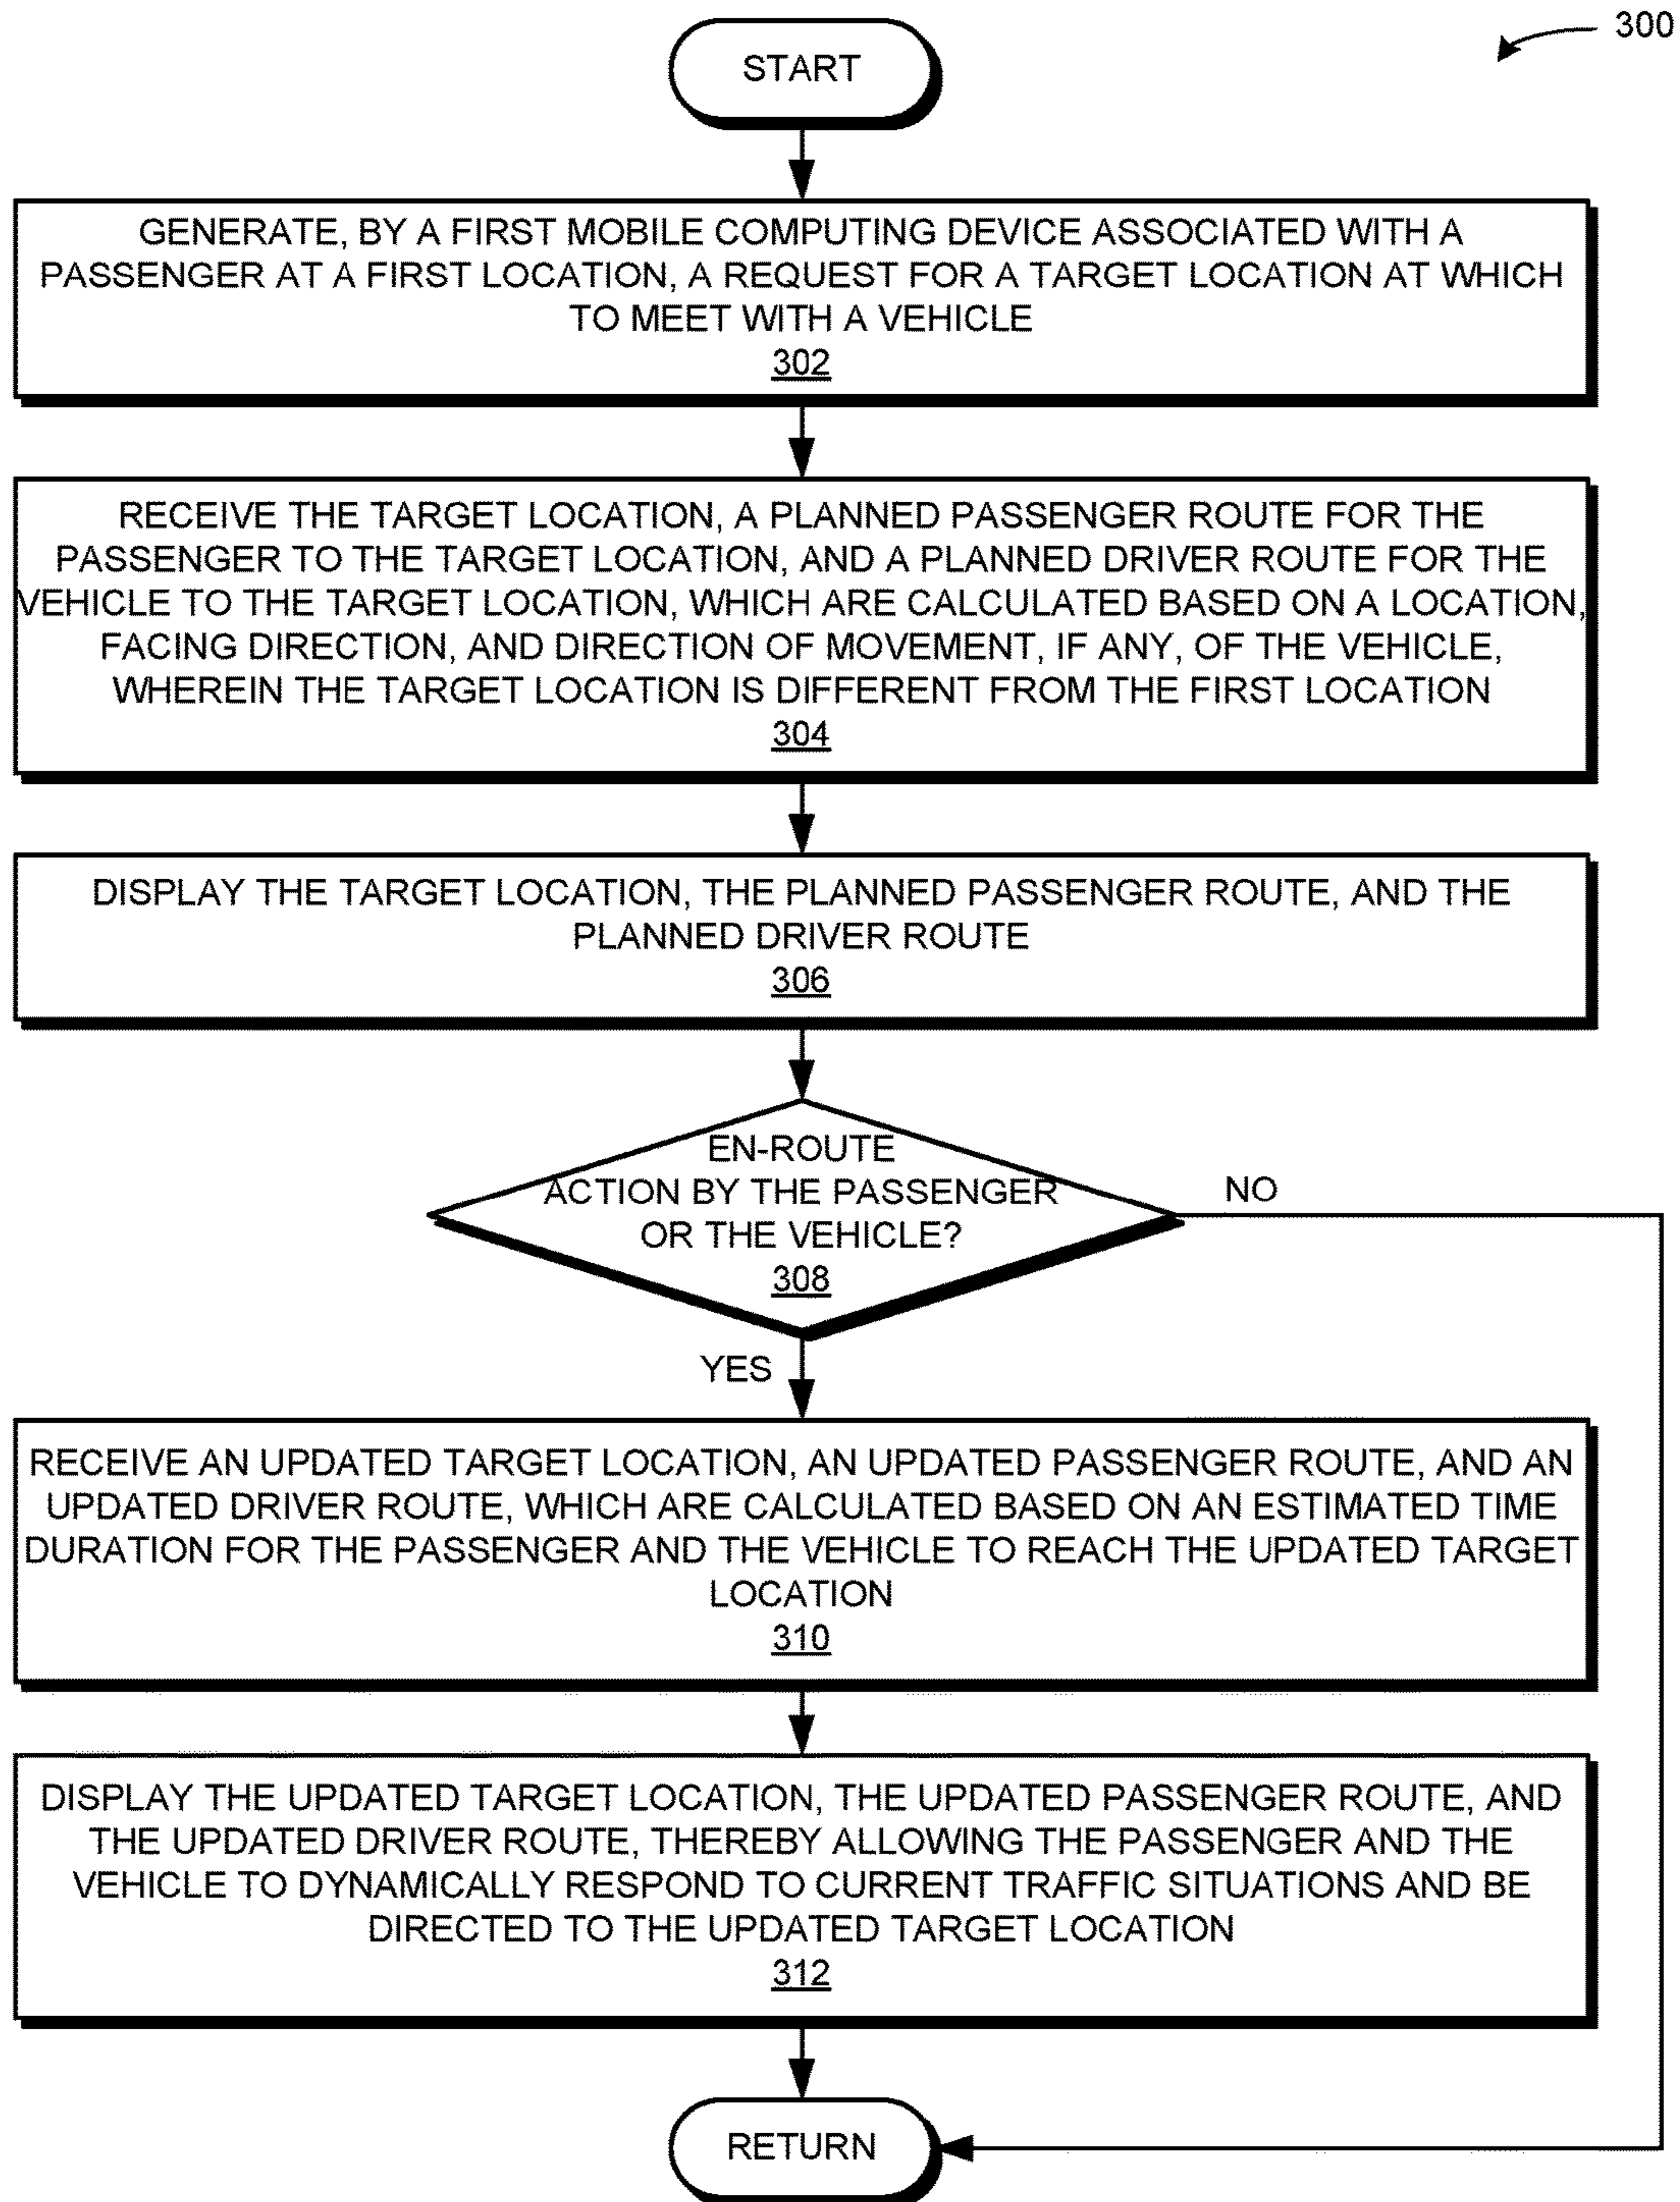 300
START
GENERATE, BY A FIRST MOBILE COMPUTING DEVICE ASSOCIATED WITH A
PASSENGER AT A FIRST LOCATION, A REQUEST FOR A TARGET LOCATION AT WHICH
TO MEET WITH A VEHICLE
302
RECEIVE THE TARGET LOCATION, A PLANNED PASSENGER ROUTE FOR THE
PASSENGER TO THE TARGET LOCATION, AND A PLANNED DRIVER ROUTE FOR THE
VEHICLE TO THE TARGET LOCATION, WHICH ARE CALCULATED BASED ON A LOCATION,
FACING DIRECTION, AND DIRECTION OF MOVEMENT, IF ANY, OF THE VEHICLE,
WHEREIN THE TARGET LOCATION IS DIFFERENT FROM THE FIRST LOCATION
304
DISPLAY THE TARGET LOCATION, THE PLANNED PASSENGER ROUTE, AND THE
PLANNED DRIVER ROUTE
306
EN-ROUTE
ACTION BY THE PASSENGER
OR THE VEHICLE?
308
NO
YES
RECEIVE AN UPDATED TARGET LOCATION, AN UPDATED PASSENGER ROUTE, AND AN
UPDATED DRIVER ROUTE, WHICH ARE CALCULATED BASED ON AN ESTIMATED TIME
DURATION FOR THE PASSENGER AND THE VEHICLE TO REACH THE UPDATED TARGET
LOCATION
310
DISPLAY THE UPDATED TARGET LOCATION, THE UPDATED PASSENGER ROUTE, AND
THE UPDATED DRIVER ROUTE, THEREBY ALLOWING THE PASSENGER AND THE
VEHICLE TO DYNAMICALLY RESPOND TO CURRENT TRAFFIC SITUATIONS AND BE
DIRECTED TO THE UPDATED TARGET LOCATION
312
RETURN